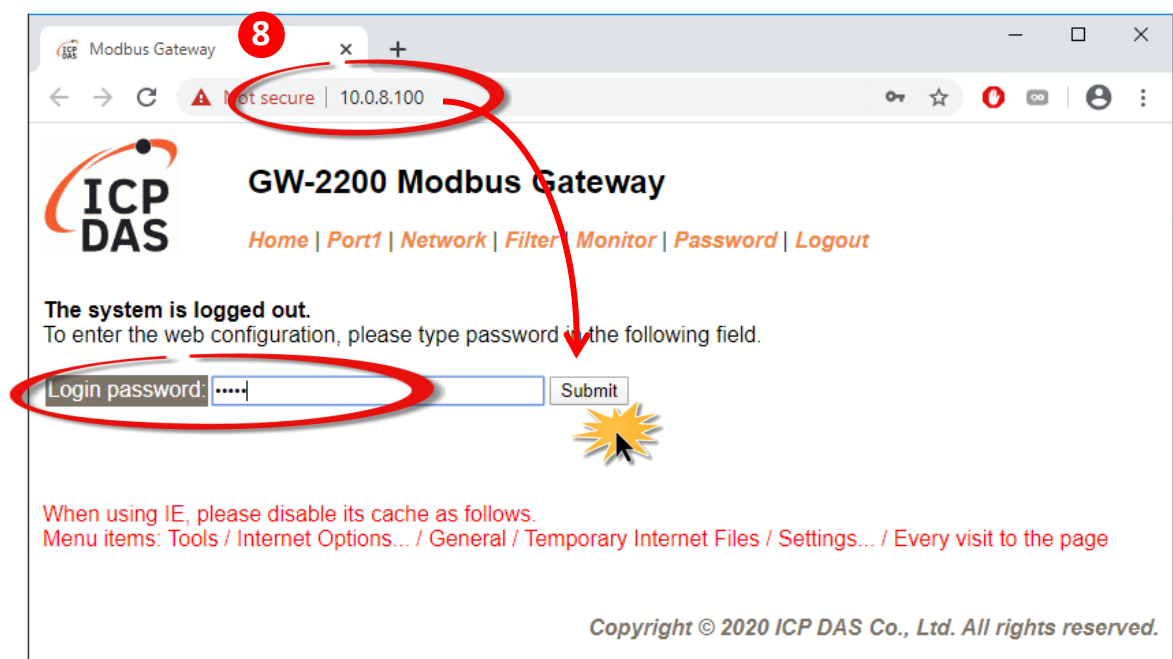 Modbus Gateway
8
Not secure | 10.0.8.100
ICP
DAS
GW-2200 Modbus Gateway
Home | Port1 | Network | Filter | Monitor | Password | Logout
The system is logged out.
To enter the web configuration, please type password in the following field.
Login password: ••••• Submit
When using IE, please disable its cache as follows.
Menu items: Tools / Internet Options... / General / Temporary Internet Files / Settings... / Every visit to the page
Copyright © 2020 ICP DAS Co., Ltd. All rights reserved.